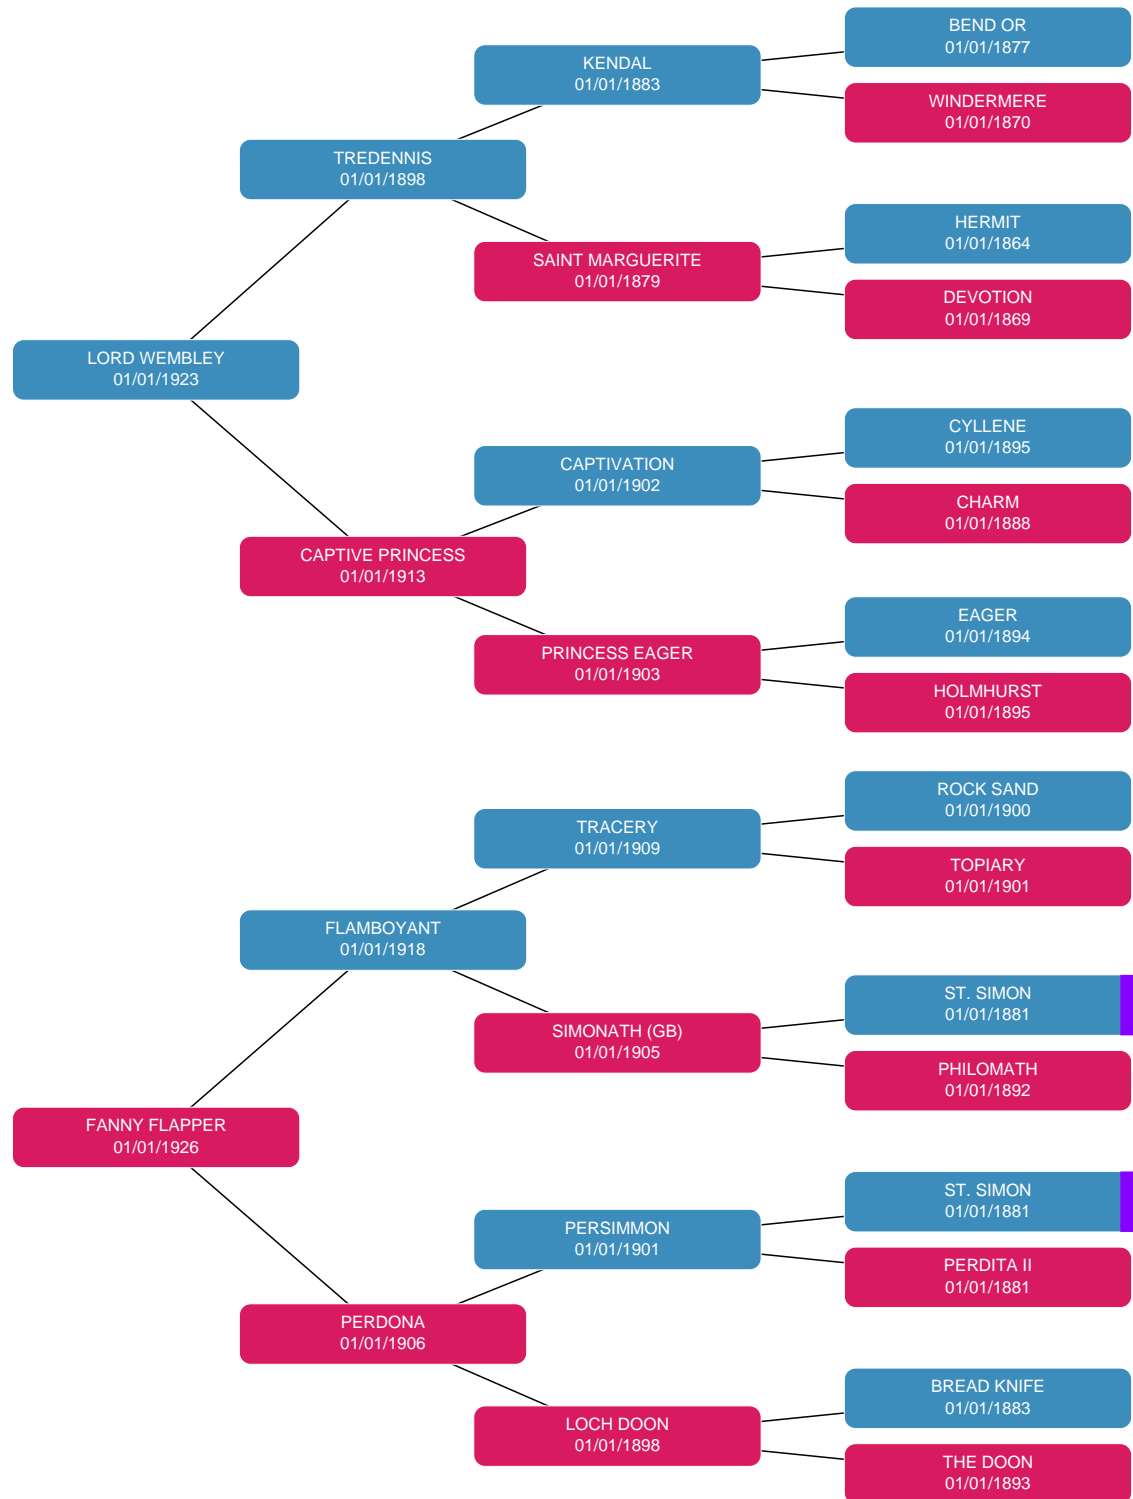 BEND OR
01/01/1877
KENDAL
01/01/1883
WINDERMERE
01/01/1870
TREDENNIS
01/01/1898
HERMIT
01/01/1864
SAINT MARGUERITE
01/01/1879
DEVOTION
01/01/1869
LORD WEMBLEY
01/01/1923
CYLLENE
01/01/1895
CAPTIVATION
01/01/1902
CHARM
01/01/1888
CAPTIVE PRINCESS
01/01/1913
EAGER
01/01/1894
PRINCESS EAGER
01/01/1903
HOLMHURST
01/01/1895
ROCK SAND
01/01/1900
TRACERY
01/01/1909
TOPIARY
01/01/1901
FLAMBOYANT
01/01/1918
ST. SIMON
01/01/1881
SIMONATH (GB)
01/01/1905
PHILOMATH
01/01/1892
FANNY FLAPPER
01/01/1926
ST. SIMON
01/01/1881
PERSIMMON
01/01/1901
PERDITA II
01/01/1881
PERDONA
01/01/1906
BREAD KNIFE
01/01/1883
LOCH DOON
01/01/1898
THE DOON
01/01/1893